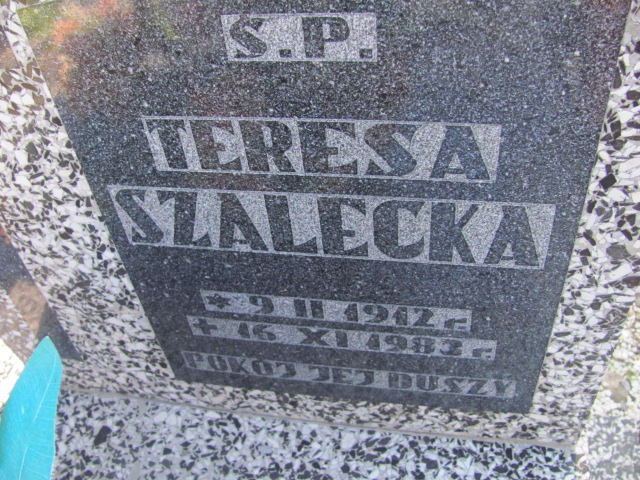 S.P.
TERESA
SZALECKA
* 9 II 1912 r.
+ 16 XI 1983 r.
POKÓJ JEJ DUSZY